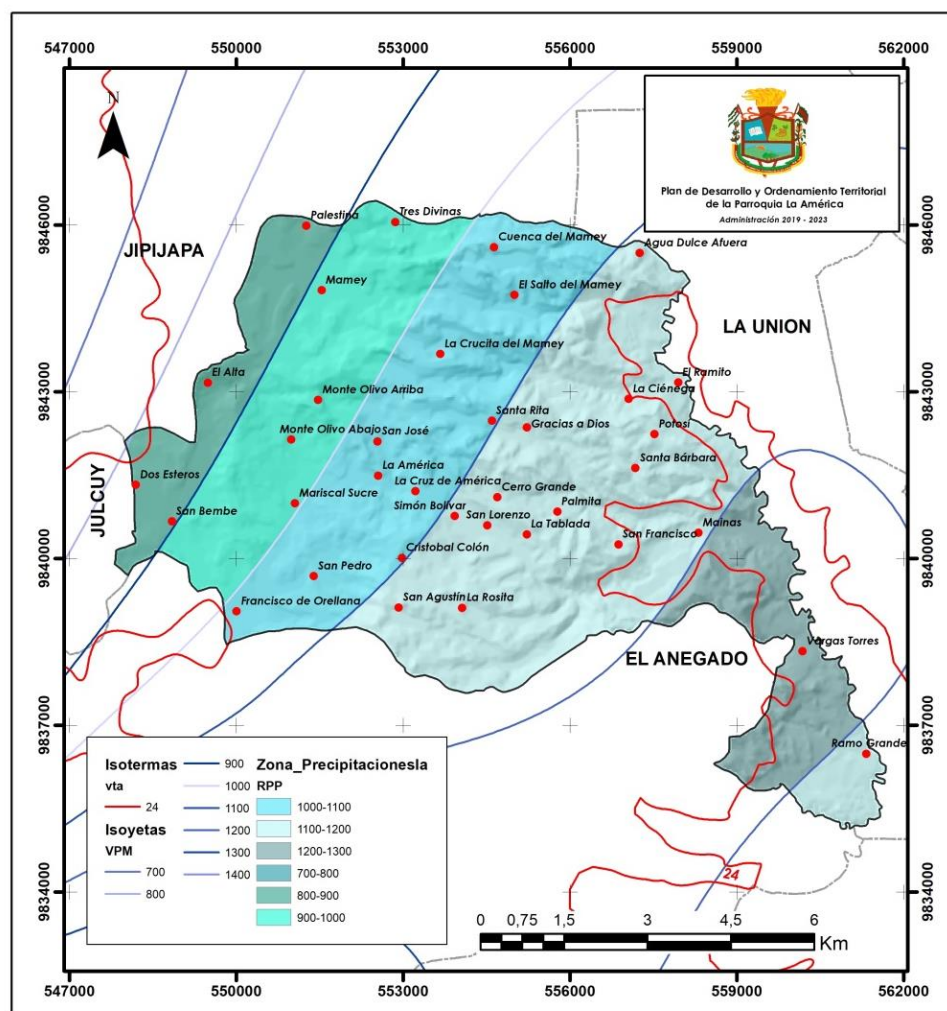 547000 550000 553000 556000 559000 562000
N
Plan de Desarrollo y Ordenamiento Territorial
de la Parroquia La América
Administración 2019 - 2023
9846000
9846000
Palestina
Tres Divinas
Cuenca del Mamey
Agua Dulce Afuera
JIPIJAPA
Mamey
El Salto del Mamey
LA UNION
La Crucita del Mamey
El Alta
El Ramito
9843000
9843000
La Ciénega
Monte Olivo Arriba
Santa Rita
Gracias a Dios
Potosí
Monte Olivo Abajo
San José
Santa Bárbara
Dos Esteros
La América
La Cruz de América
Cerro Grande
JULCUY
Mariscal Sucre
Simón Bolívar
Palmita
San Bembe
San Lorenzo
La Tablada
Mainas
San Francisco
9840000
9840000
Cristobal Colón
San Pedro
Francisco de Orellana
San Agustín
La Rosita
EL ANEGADO
Vargas Torres
9837000
9837000
Ramo Grande
Isotermas
vta
24
Isoyetas
VPM
700
800
900
1000
1100
1200
1300
1400
Zona_Precipitacionesla
RPP
1000-1100
1100-1200
1200-1300
700-800
800-900
900-1000
9834000
9834000
24
0 0,75 1,5 3 4,5 6
Km
547000 550000 553000 556000 559000 562000